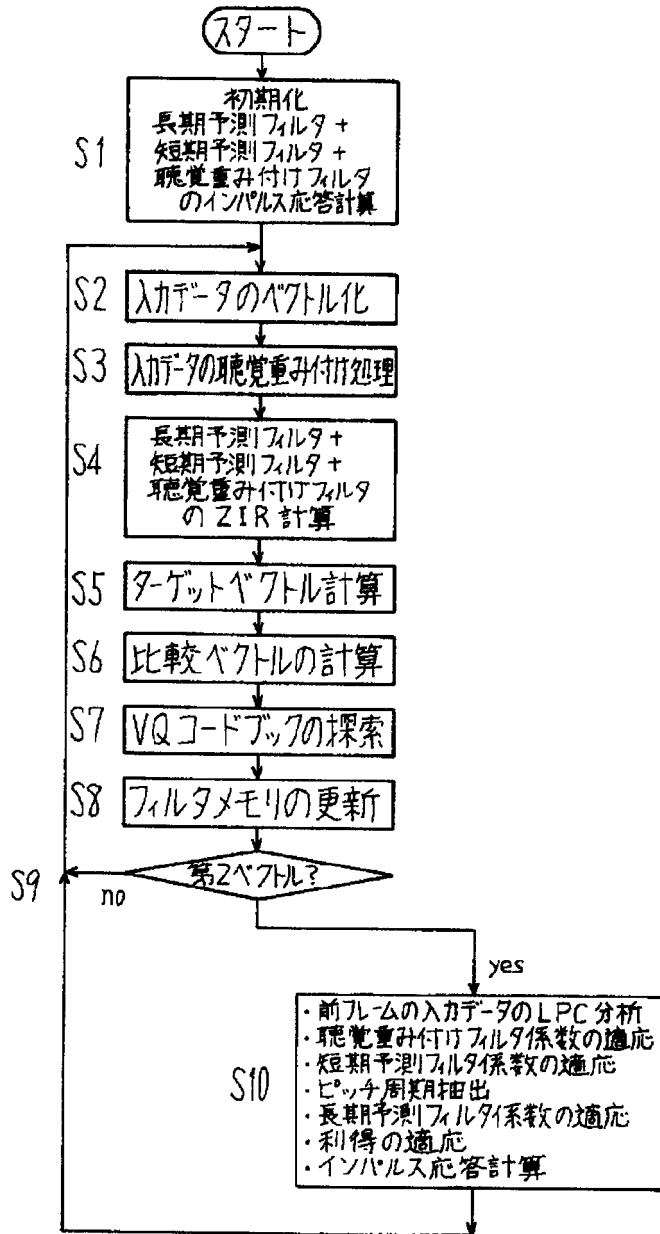 スタート
S1
初期化
長期予測フィルタ +
短期予測フィルタ +
聴覚重み付けフィルタ
のインパルス応答計算
S2
入力データのベクトル化
S3
入力データの聴覚重み付け処理
S4
長期予測フィルタ +
短期予測フィルタ +
聴覚重み付けフィルタ
の ZIR 計算
S5
ターゲットベクトル計算
S6
比較ベクトルの計算
S7
VQコードブックの探索
S8
フィルタメモリの更新
S9
第2ベクトル?
no
yes
S10
・前フレームの入力データのLPC分析
・聴覚重み付けフィルタ係数の適応
・短期予測フィルタ係数の適応
・ピッチ周期抽出
・長期予測フィルタ係数の適応
・利得の適応
・インパルス応答計算